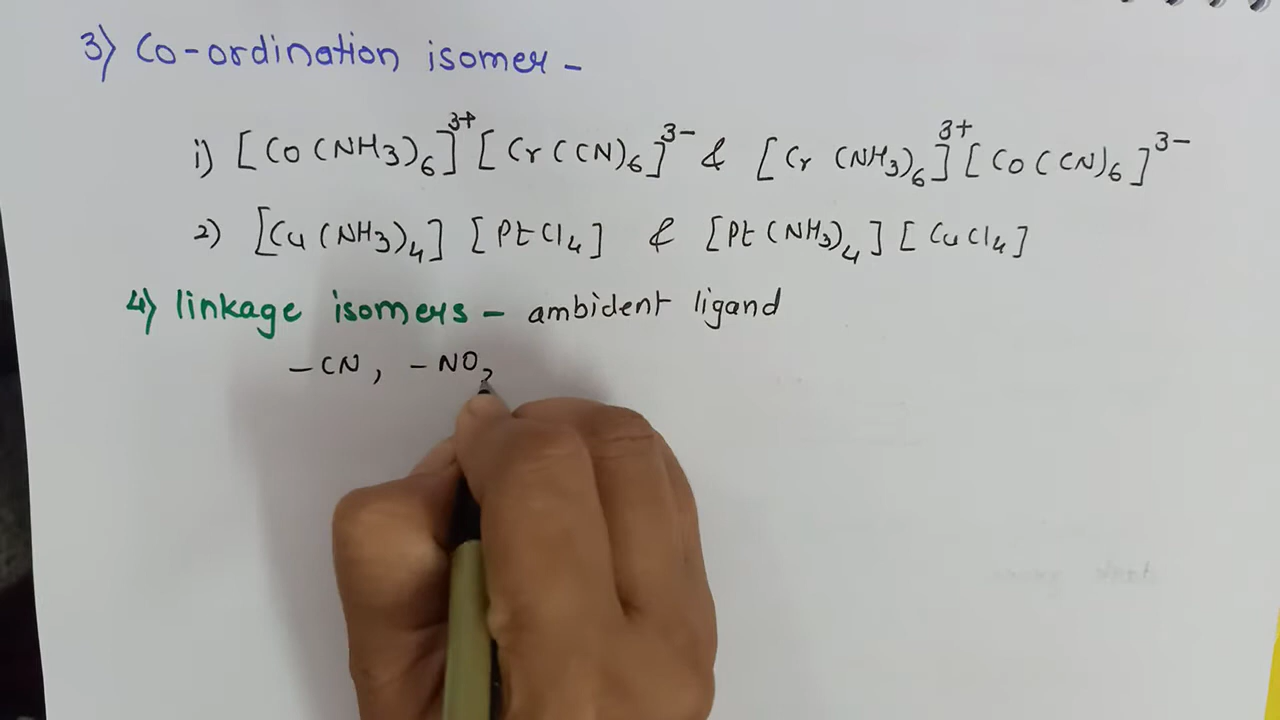 3) Co-ordination isomer -
i) [Co(NH3)6]3+ [Cr(CN)6]3- & [Cr(NH3)6]3+ [Co(CN)6]3-
2) [Cu(NH3)4] [PtCl4] & [Pt(NH3)4] [CuCl4]
4) linkage isomers - ambident ligand
-CN, -NO2